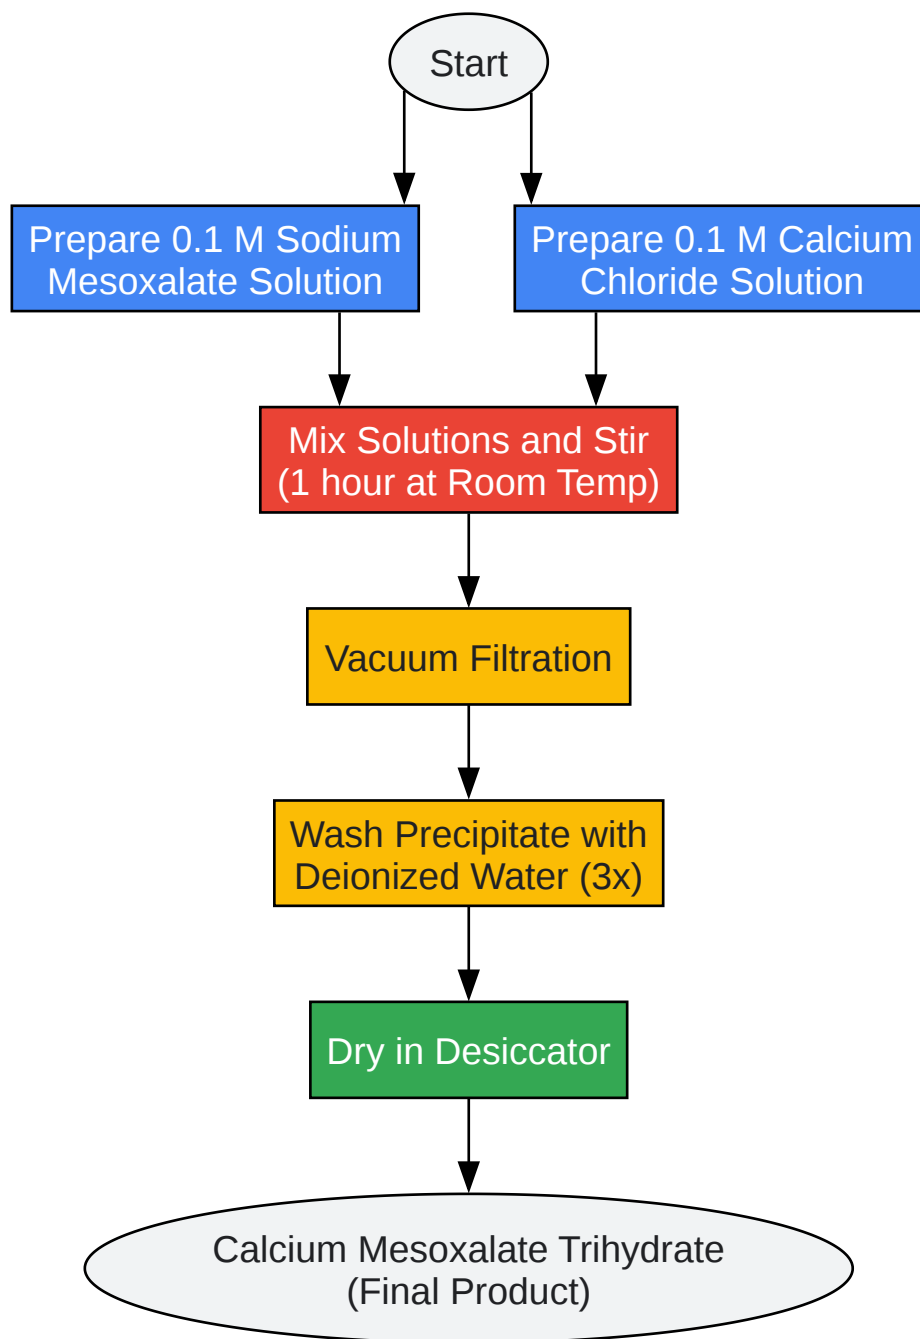 Start
Prepare 0.1 M Sodium
Mesoxalate Solution
Prepare 0.1 M Calcium
Chloride Solution
Mix Solutions and Stir
(1 hour at Room Temp)
Vacuum Filtration
Wash Precipitate with
Deionized Water (3x)
Dry in Desiccator
Calcium Mesoxalate Trihydrate
(Final Product)